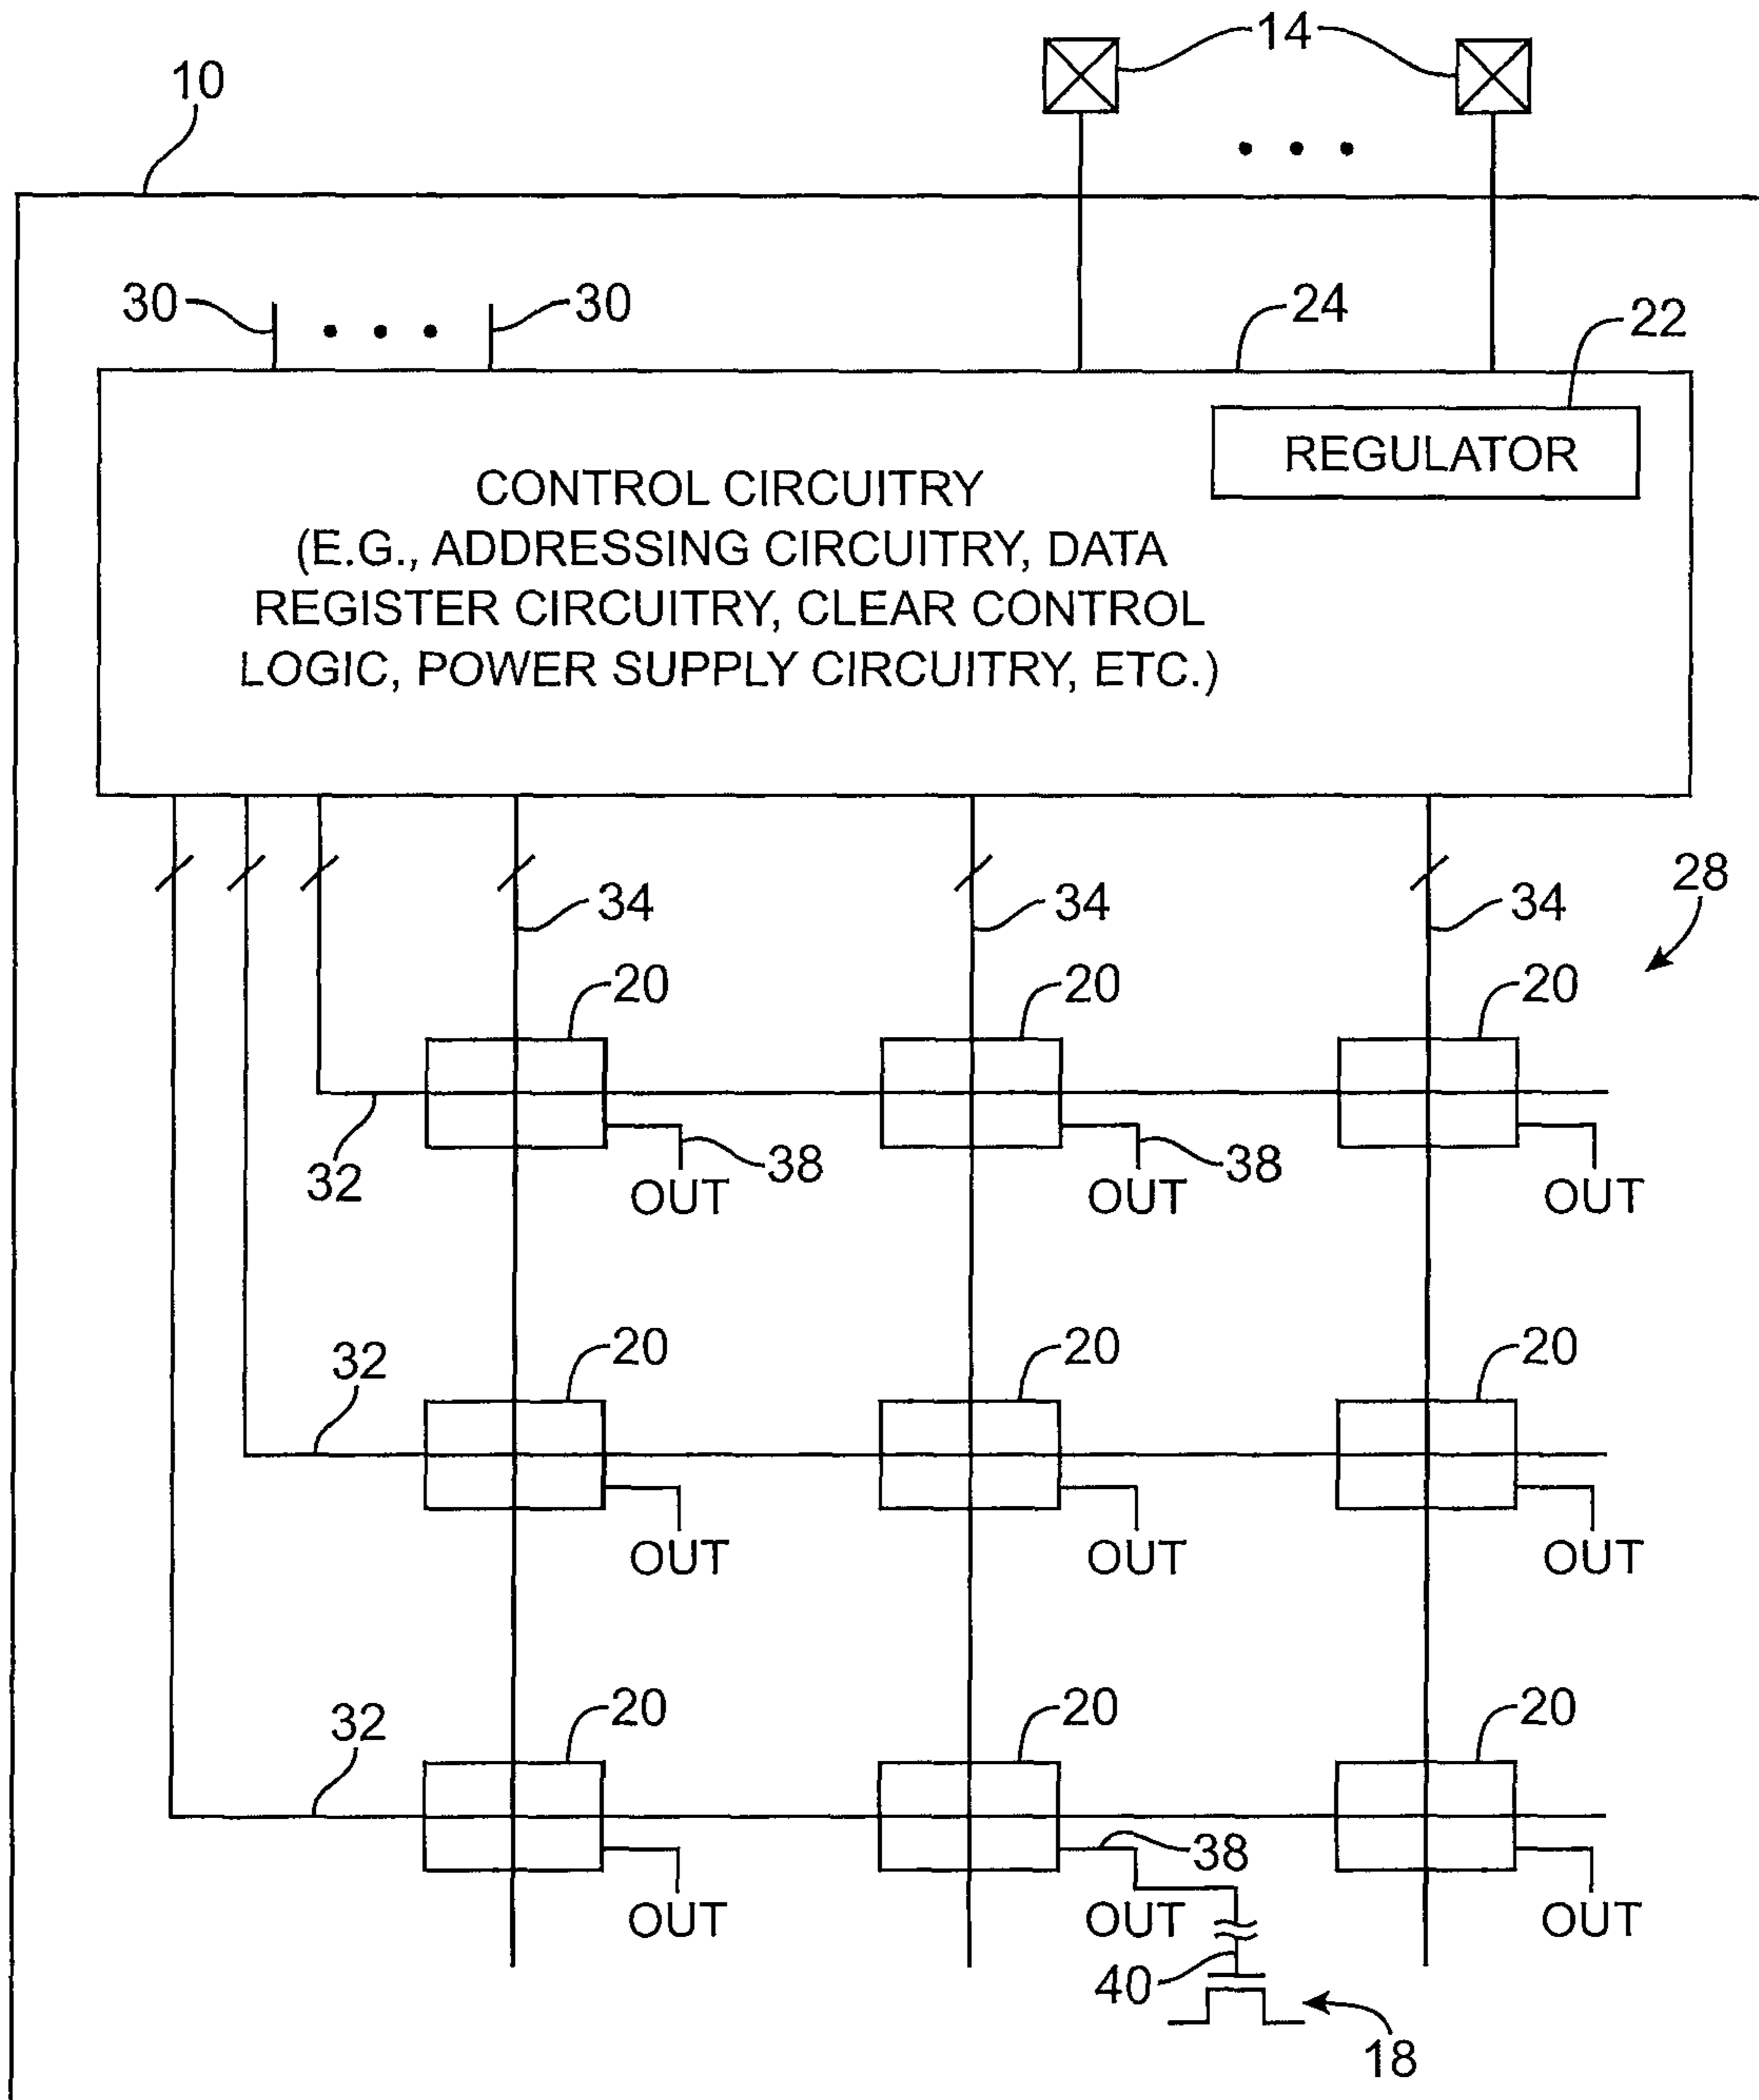 14
10
30
30
24
22
REGULATOR
CONTROL CIRCUITRY
(E.G., ADDRESSING CIRCUITRY, DATA
REGISTER CIRCUITRY, CLEAR CONTROL
LOGIC, POWER SUPPLY CIRCUITRY, ETC.)
34
34
34
28
20
20
20
32
38
38
OUT
OUT
OUT
20
20
20
32
OUT
OUT
OUT
20
20
20
32
38
OUT
OUT
OUT
40
18